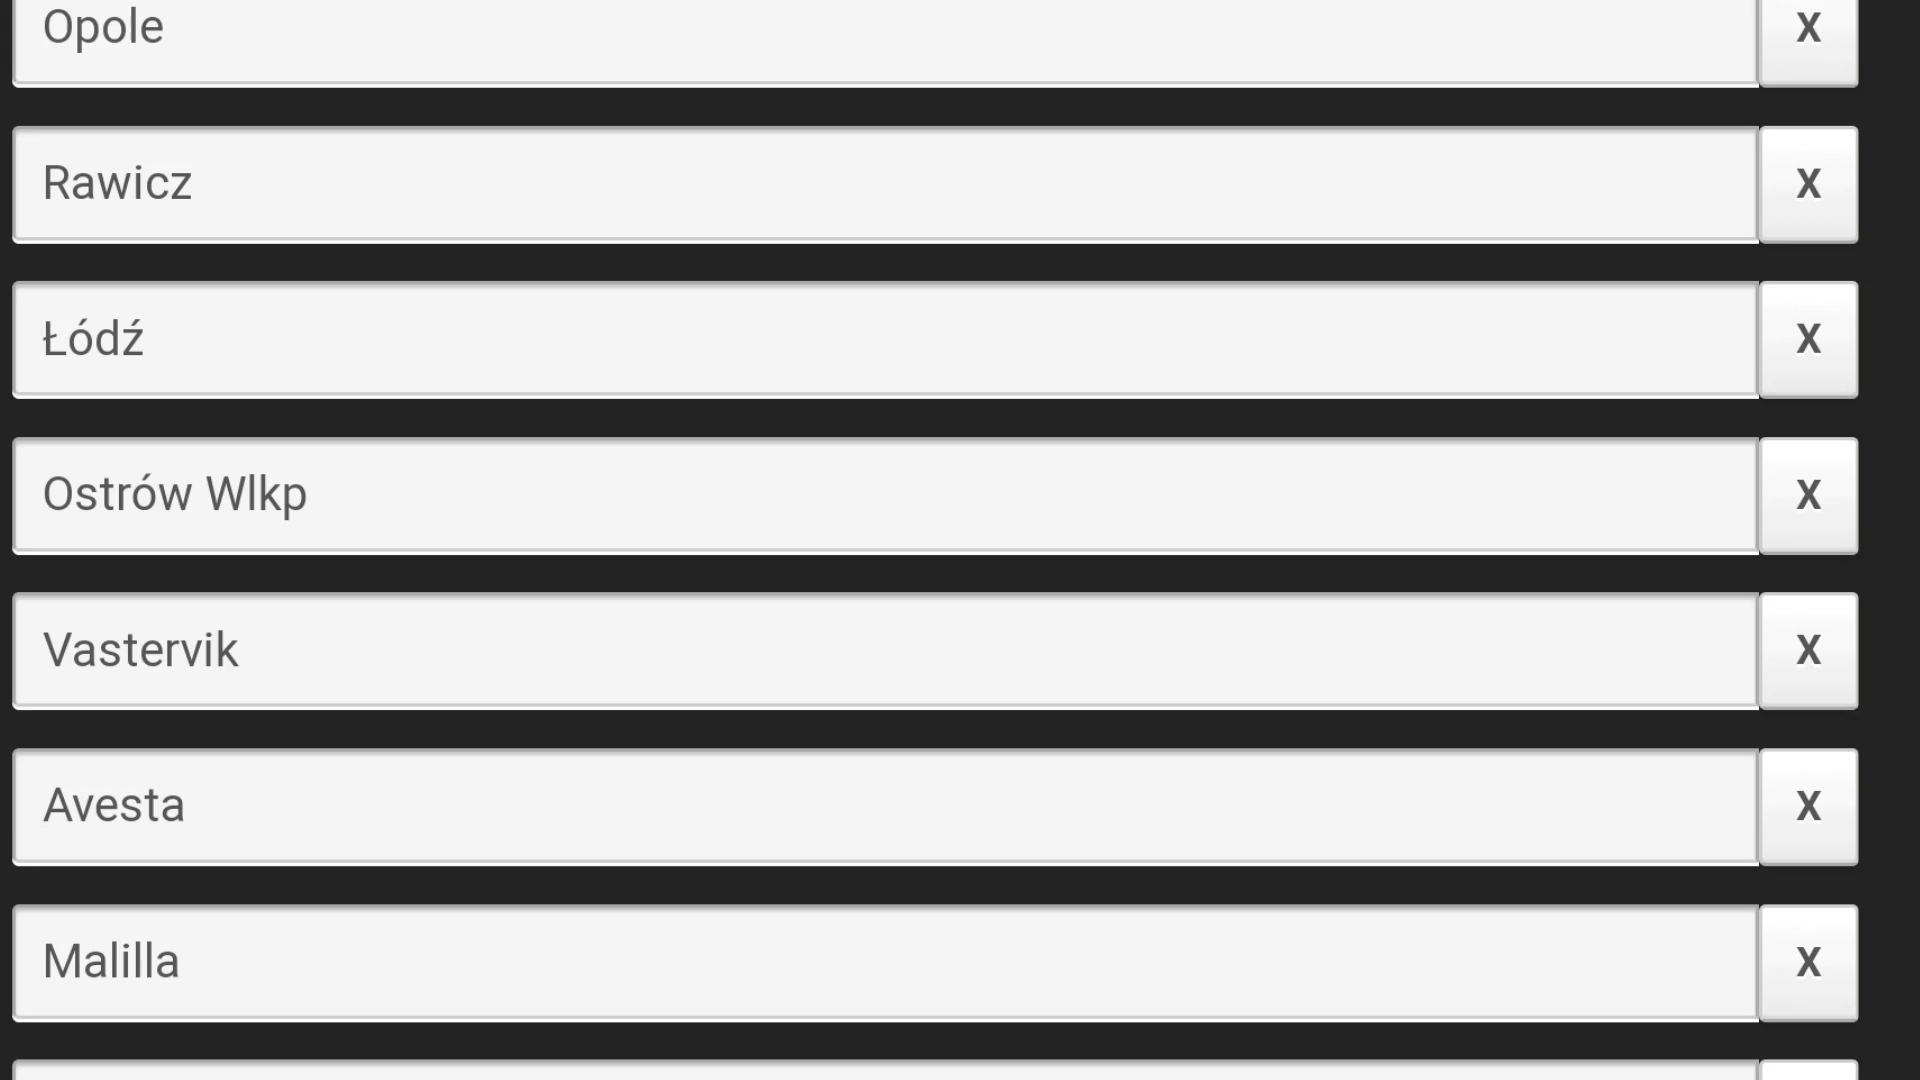 Opole X
Rawicz X
Łódź X
Ostrów Wlkp X
Vastervik X
Avesta X
Malilla X